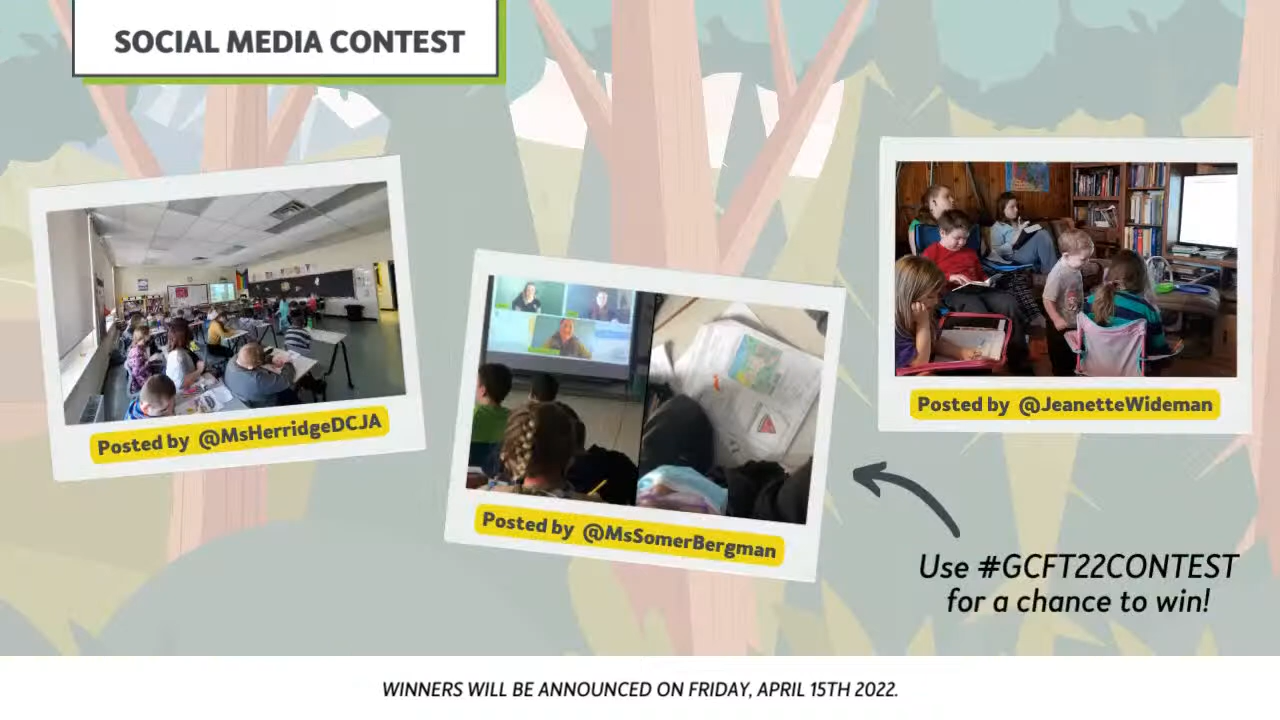 SOCIAL MEDIA CONTEST
Posted by @MsHerridgeDCJA
Posted by @MsSomerBergman
Posted by @JeanetteWideman
Use #GCFT22CONTEST
for a chance to win!
WINNERS WILL BE ANNOUNCED ON FRIDAY, APRIL 15TH 2022.